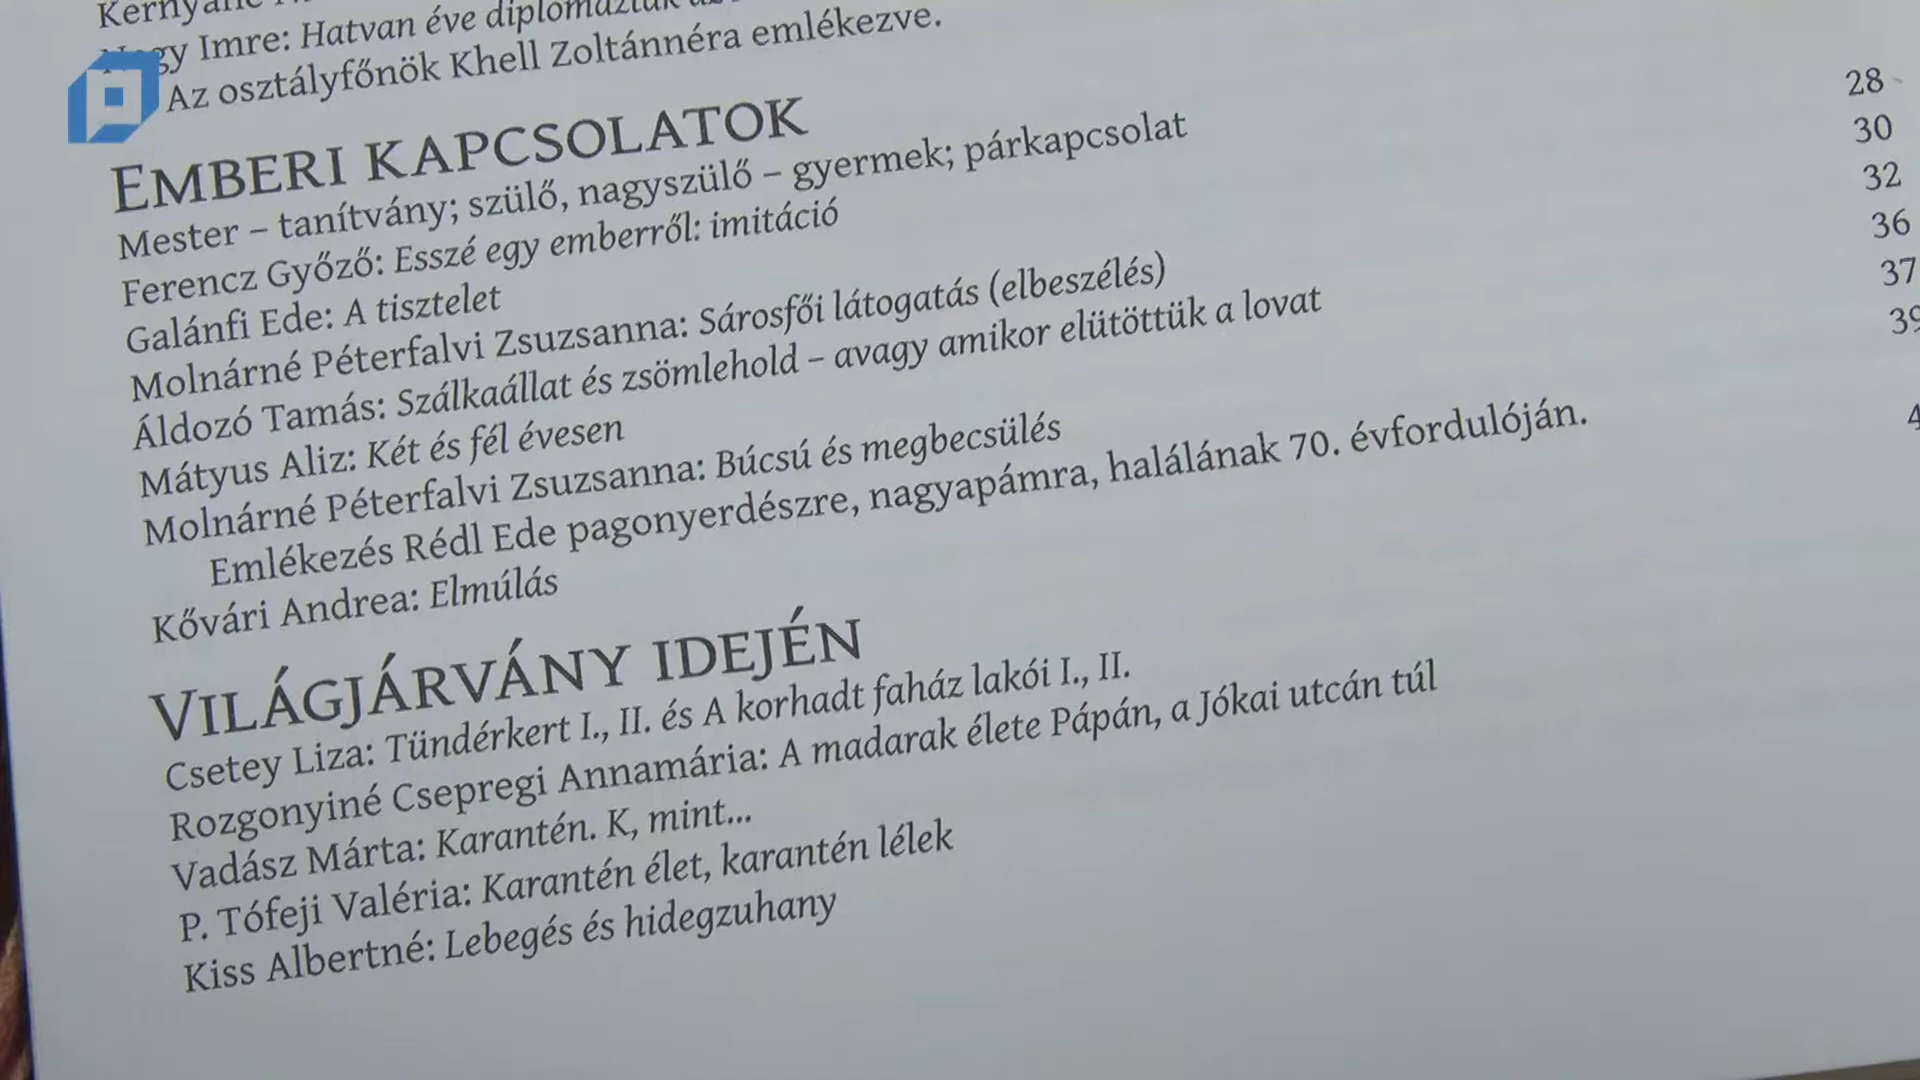 Kernyáné
Nagy Imre: Hatvan éve diplomáztak
Az osztályfőnök Khell Zoltánnéra emlékezve.
EMBERI KAPCSOLATOK
Mester – tanítvány; szülő, nagyszülő – gyermek; párkapcsolat
Ferencz Győző: Esszé egy emberről: imitáció 28
Galánfi Ede: A tisztelet 30
Molnárné Péterfalvi Zsuzsanna: Sárosfői látogatás (elbeszélés) 32
Áldozó Tamás: Szálkaállat és zsömlehold – avagy amikor elütöttük a lovat 36
Mátyus Aliz: Két és fél évesen 37
Molnárné Péterfalvi Zsuzsanna: Búcsú és megbecsülés 39
Emlékezés Rédl Ede pagonyerdészre, nagyapámra, halálának 70. évfordulóján.
Kővári Andrea: Elmúlás 4
VILÁGJÁRVÁNY IDEJÉN
Csetey Liza: Tündérkert I., II. és A korhadt faház lakói I., II.
Rozgonyiné Csepregi Annamária: A madarak élete Pápán, a Jókai utcán túl
Vadász Márta: Karantén. K, mint...
P. Tófeji Valéria: Karantén élet, karantén lélek
Kiss Albertné: Lebegés és hidegzuhany